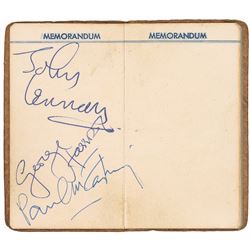 MEMORANDUM
John
Lennon
George
Harrison
Paul McCartney
MEMORANDUM